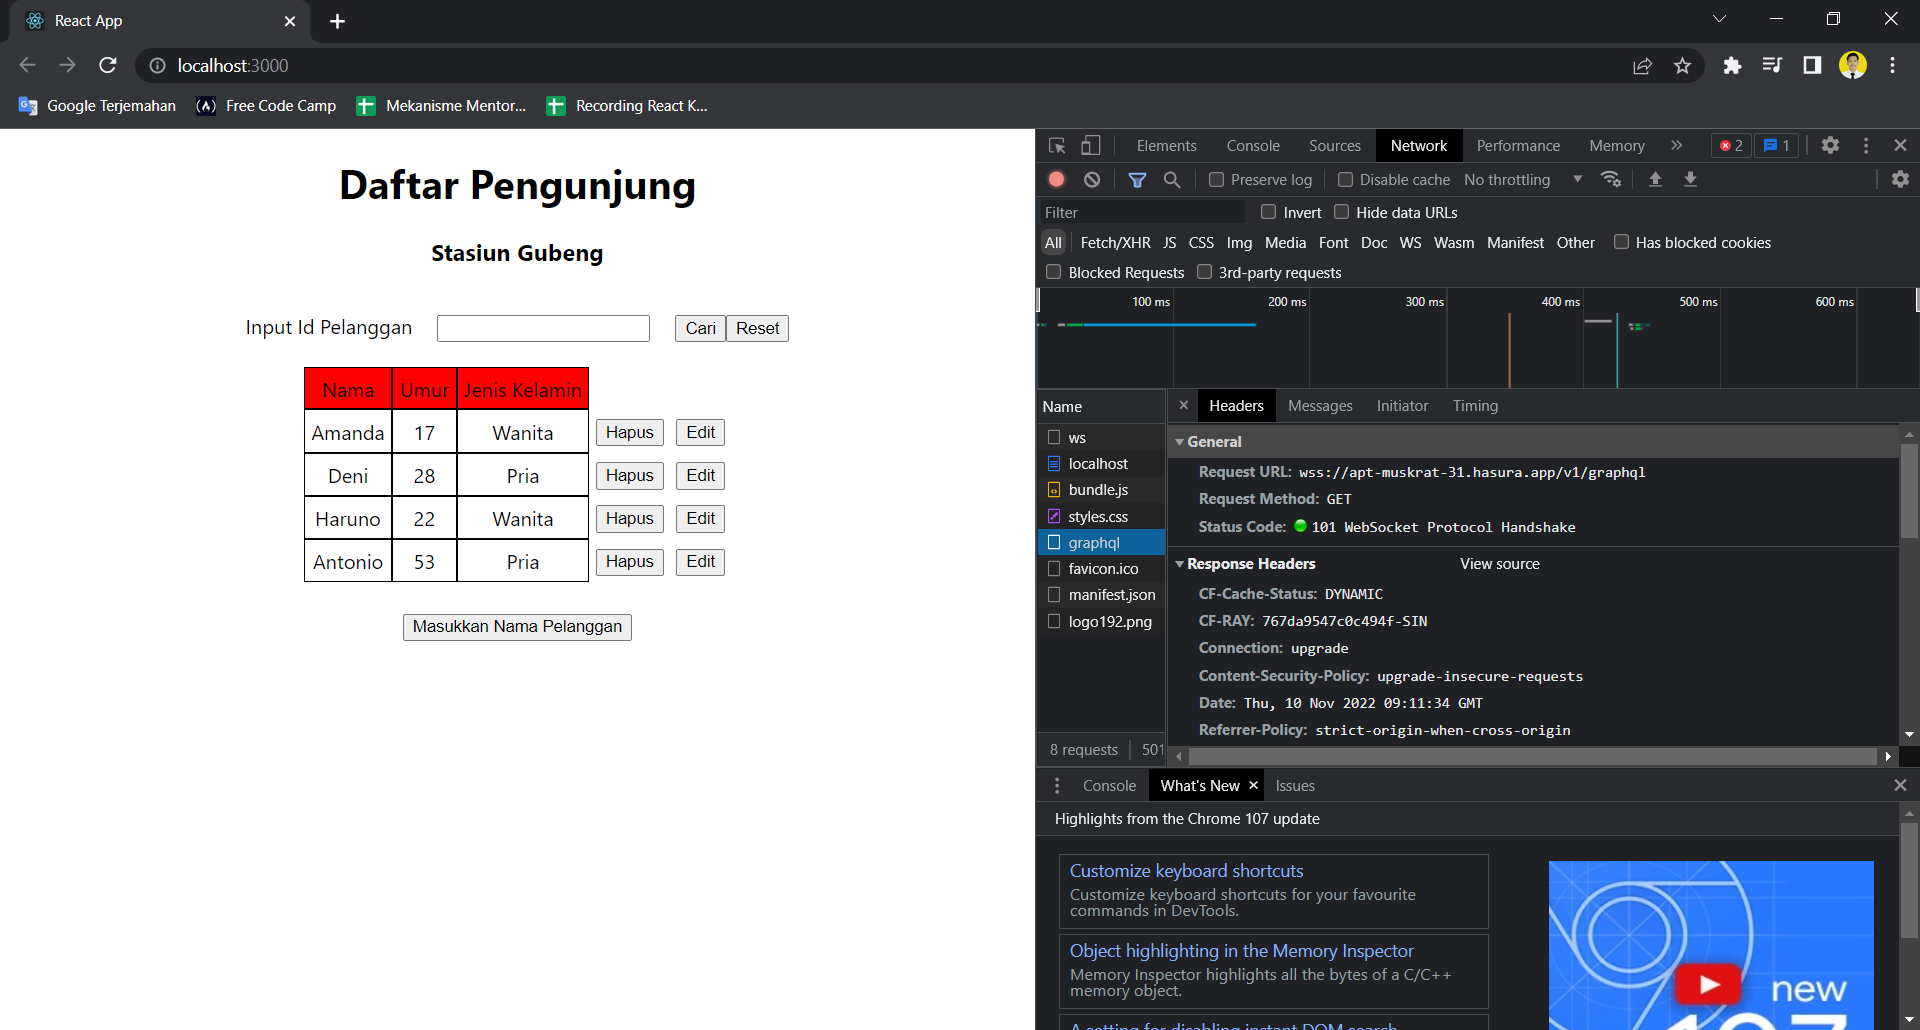 React App
localhost:3000
Google Terjemahan
Free Code Camp
Mekanisme Mentor...
Recording React K...
Daftar Pengunjung
Stasiun Gubeng
Input Id Pelanggan
Cari
Reset
Nama Umur Jenis Kelamin
Amanda 17 Wanita Hapus Edit
Deni 28 Pria Hapus Edit
Haruno 22 Wanita Hapus Edit
Antonio 53 Pria Hapus Edit
Masukkan Nama Pelanggan
Elements Console Sources Network Performance Memory » 2 1
Preserve log Disable cache No throttling
Filter Invert Hide data URLs
All Fetch/XHR JS CSS Img Media Font Doc WS Wasm Manifest Other Has blocked cookies
Blocked Requests 3rd-party requests
100 ms 200 ms 300 ms 400 ms 500 ms 600 ms
Name
ws
localhost
bundle.js
styles.css
graphql
favicon.ico
manifest.json
logo192.png
8 requests 501
Headers Messages Initiator Timing
General
Request URL: wss://apt-muskrat-31.hasura.app/v1/graphql
Request Method: GET
Status Code: 101 WebSocket Protocol Handshake
Response Headers View source
CF-Cache-Status: DYNAMIC
CF-RAY: 767da9547c0c494f-SIN
Connection: upgrade
Content-Security-Policy: upgrade-insecure-requests
Date: Thu, 10 Nov 2022 09:11:34 GMT
Referrer-Policy: strict-origin-when-cross-origin
Console What's New Issues
Highlights from the Chrome 107 update
Customize keyboard shortcuts
Customize keyboard shortcuts for your favourite
commands in DevTools.
Object highlighting in the Memory Inspector
Memory Inspector highlights all the bytes of a C/C++
memory object.
A setting for disabling instant DOM search
new
107